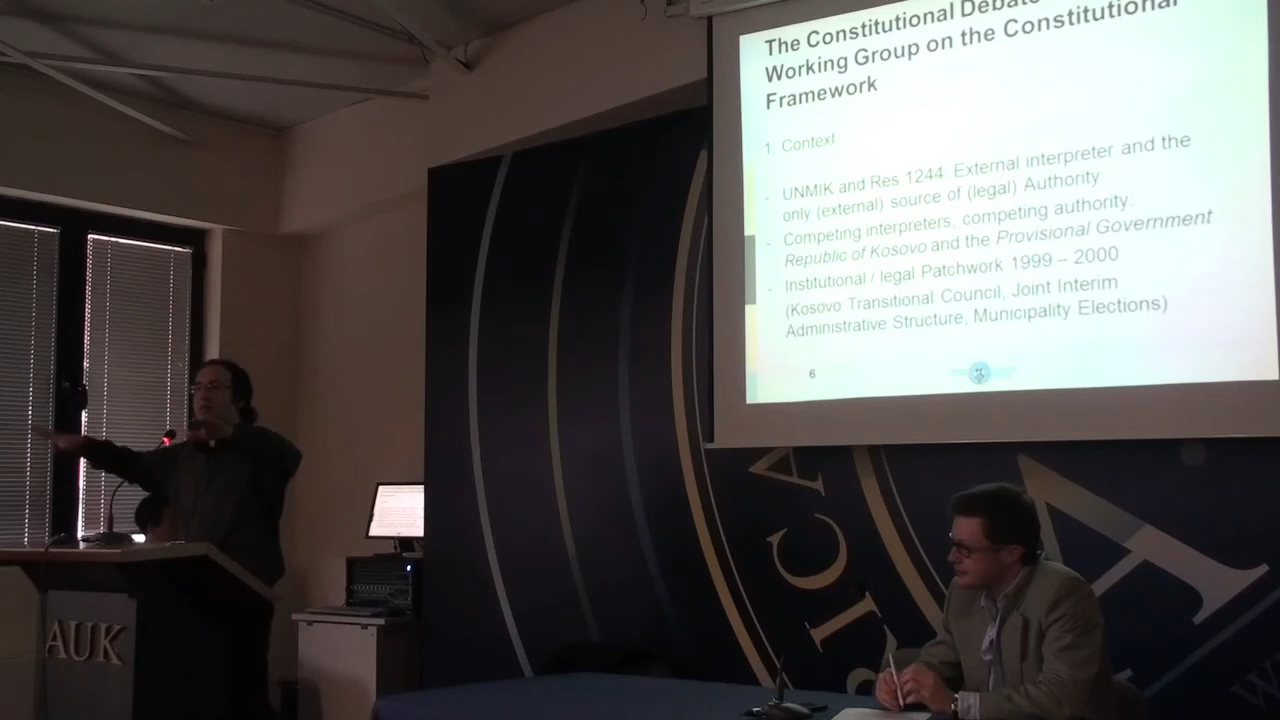 The Constitutional Debate
Working Group on the Constitutional
Framework
1 Context
- UNMIK and Res 1244. External interpreter and the
only (external) source of (legal) Authority
- Competing interpreters, competing authority:
Republic of Kosovo and the Provisional Government
- Institutional / legal Patchwork 1999 – 2000
(Kosovo Transitional Council, Joint Interim
Administrative Structure, Municipality Elections)
6
AUK
RICA
A
W